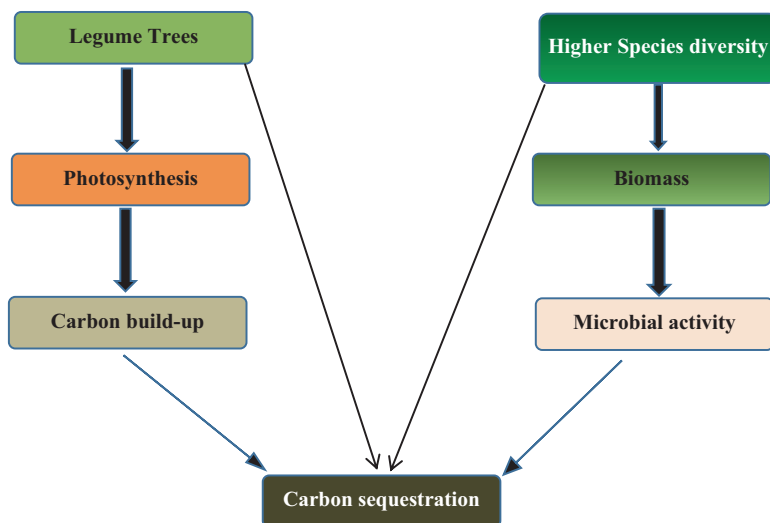 Legume Trees
Higher Species diversity
Photosynthesis
Biomass
Carbon build-up
Microbial activity
Carbon sequestration